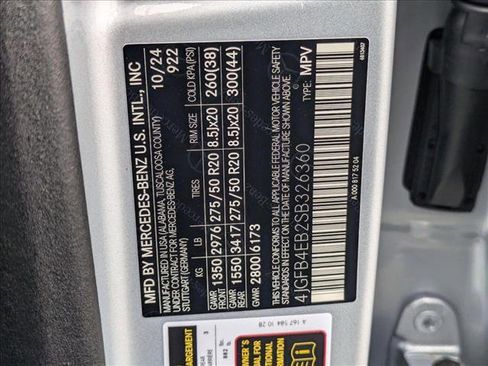 MFD BY MERCEDES-BENZ U.S. INTL., INC
10/24
MANUFACTURED IN USA (ALABAMA, TUSCALOOSA COUNTY)
FOR MERCEDES-BENZ AG,
STUTTGART (GERMANY)
922
KG LB TIRES RIM SIZE COLD KPA(PSI)
GAWR FRONT 1350 2976 275/50 R20 8.5Jx20 260(38)
GAWR REAR 1550 3417 275/50 R20 8.5Jx20 300(44)
GVWR 2800 6173
THIS VEHICLE CONFORMS TO ALL APPLICABLE FEDERAL MOTOR VEHICLE SAFETY
STANDARDS IN EFFECT ON THE DATE OF MANUFACTURE SHOWN ABOVE.
4JGFB4EB2SB326360
TYPE: MPV
A 000 817 52 04
A 167 584 10 28
3
882
lb.